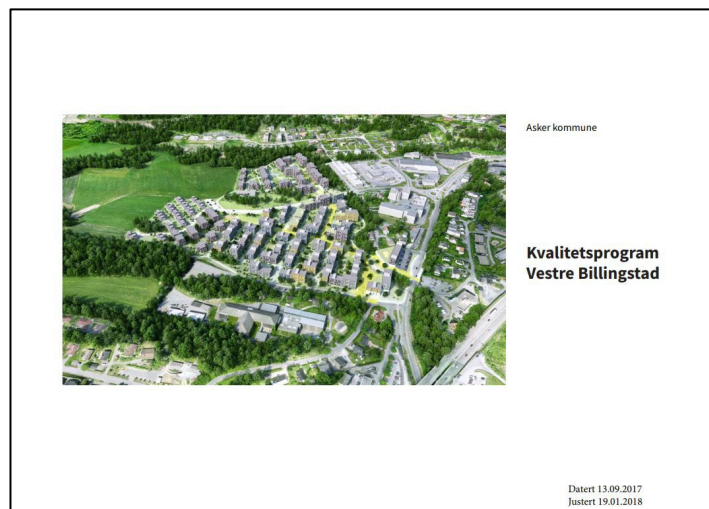 Asker kommune
Kvalitetsprogram
Vestre Billingstad
Datert 13.09.2017
Justert 19.01.2018